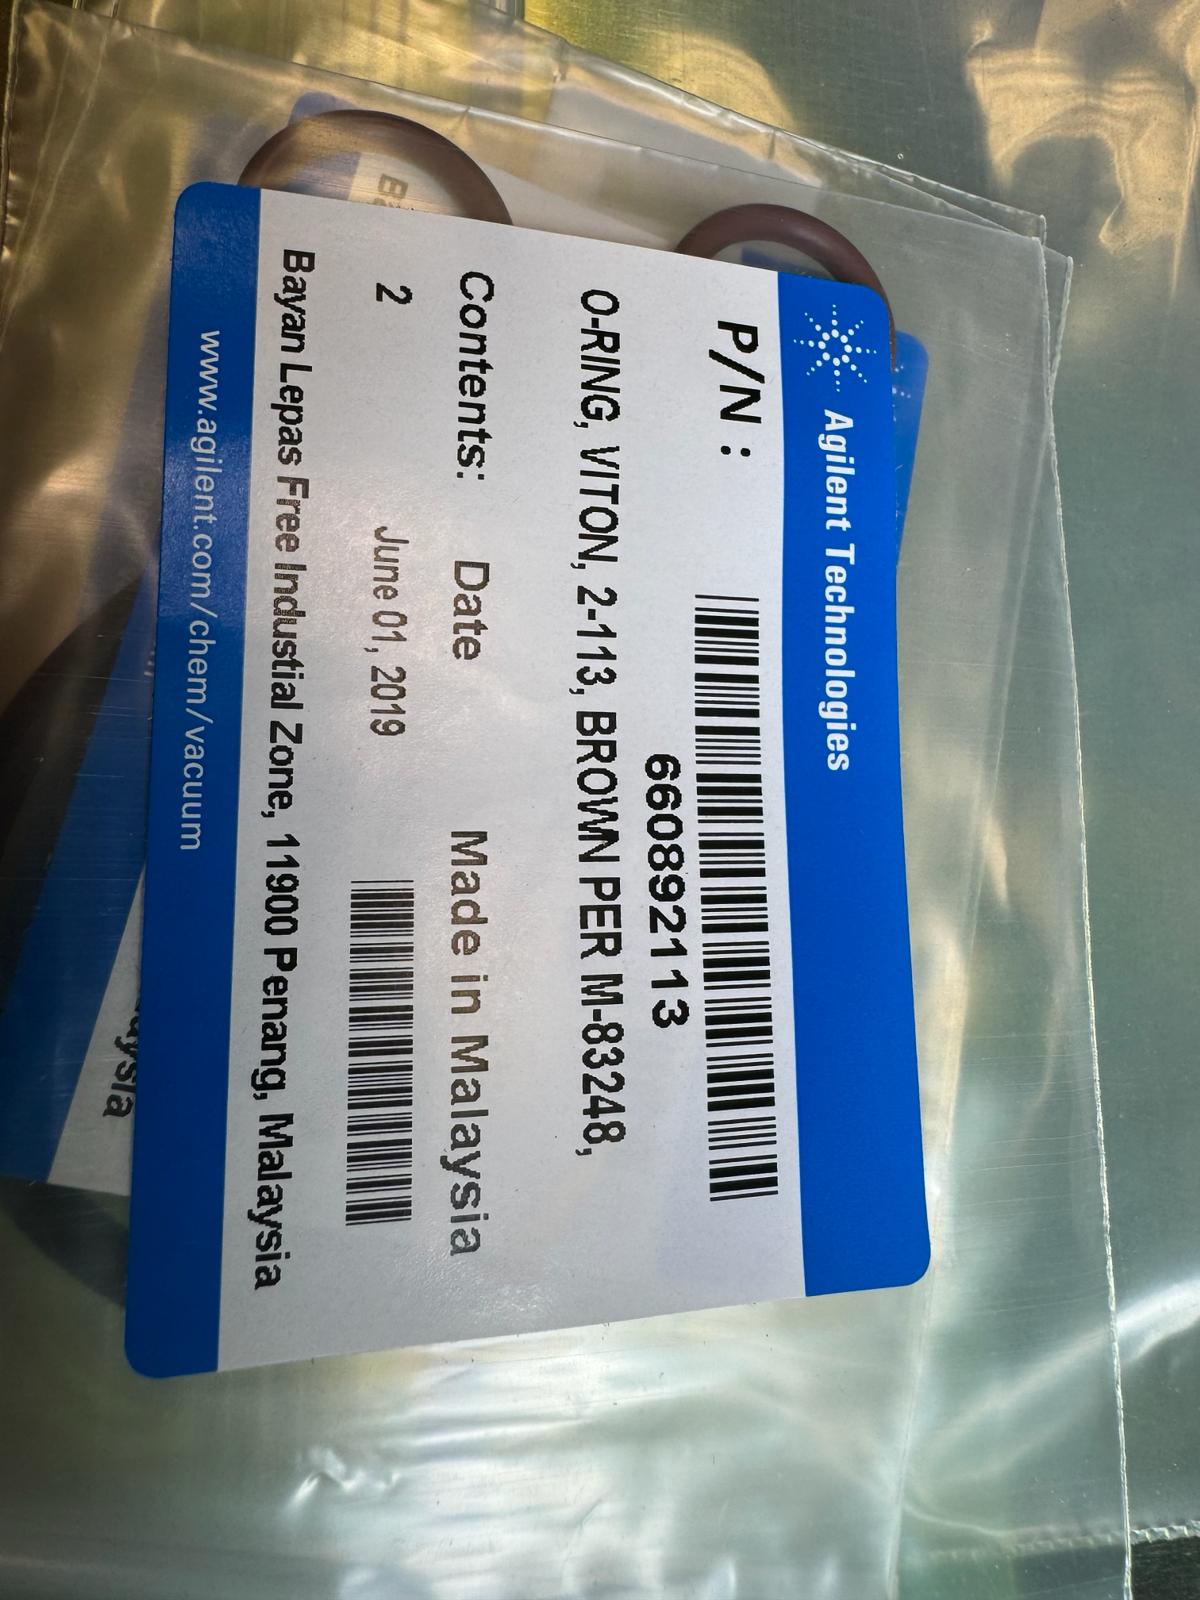 Agilent Technologies
P/N :
660892113
O-RING, VITON, 2-113, BROWN PER M-83248,
Contents: Date Made in Malaysia
2 June 01, 2019
Bayan Lepas Free Industial Zone, 11900 Penang, Malaysia
www.agilent.com/chem/vacuum